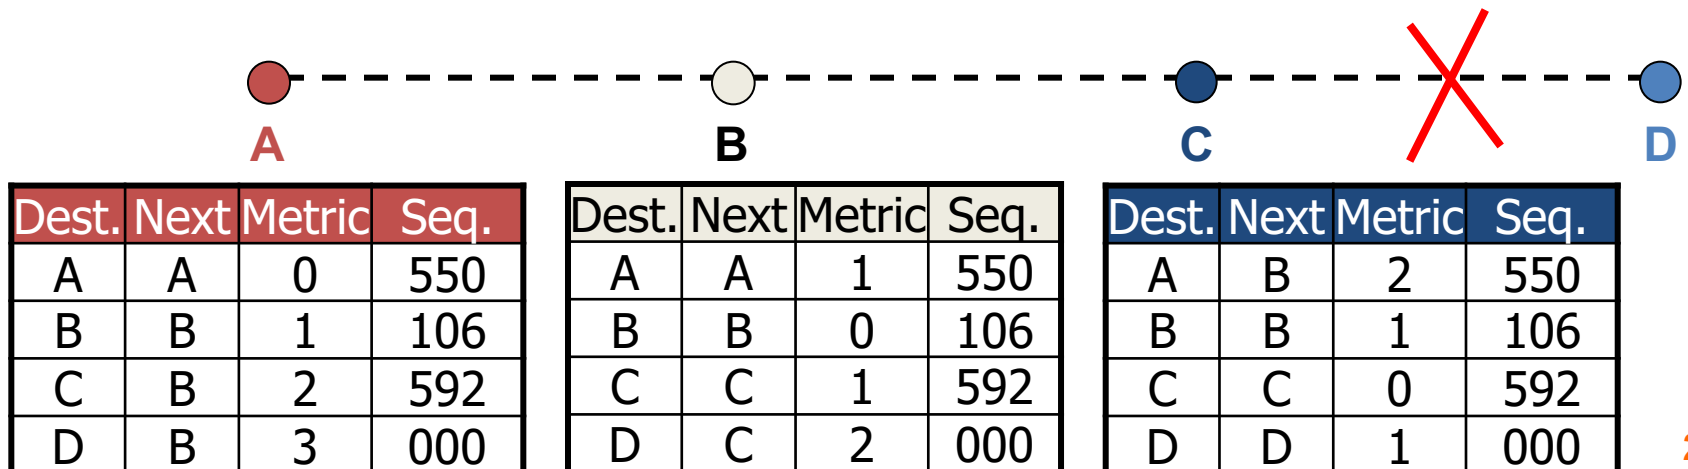 A B C D
Dest. Next Metric Seq. Dest. Next Metric Seq. Dest. Next Metric Seq.
A A 0 550 A A 1 550 A B 2 550
B B 1 106 B B 0 106 B B 1 106
C B 2 592 C C 1 592 C C 0 592
D B 3 000 D C 2 000 D D 1 000